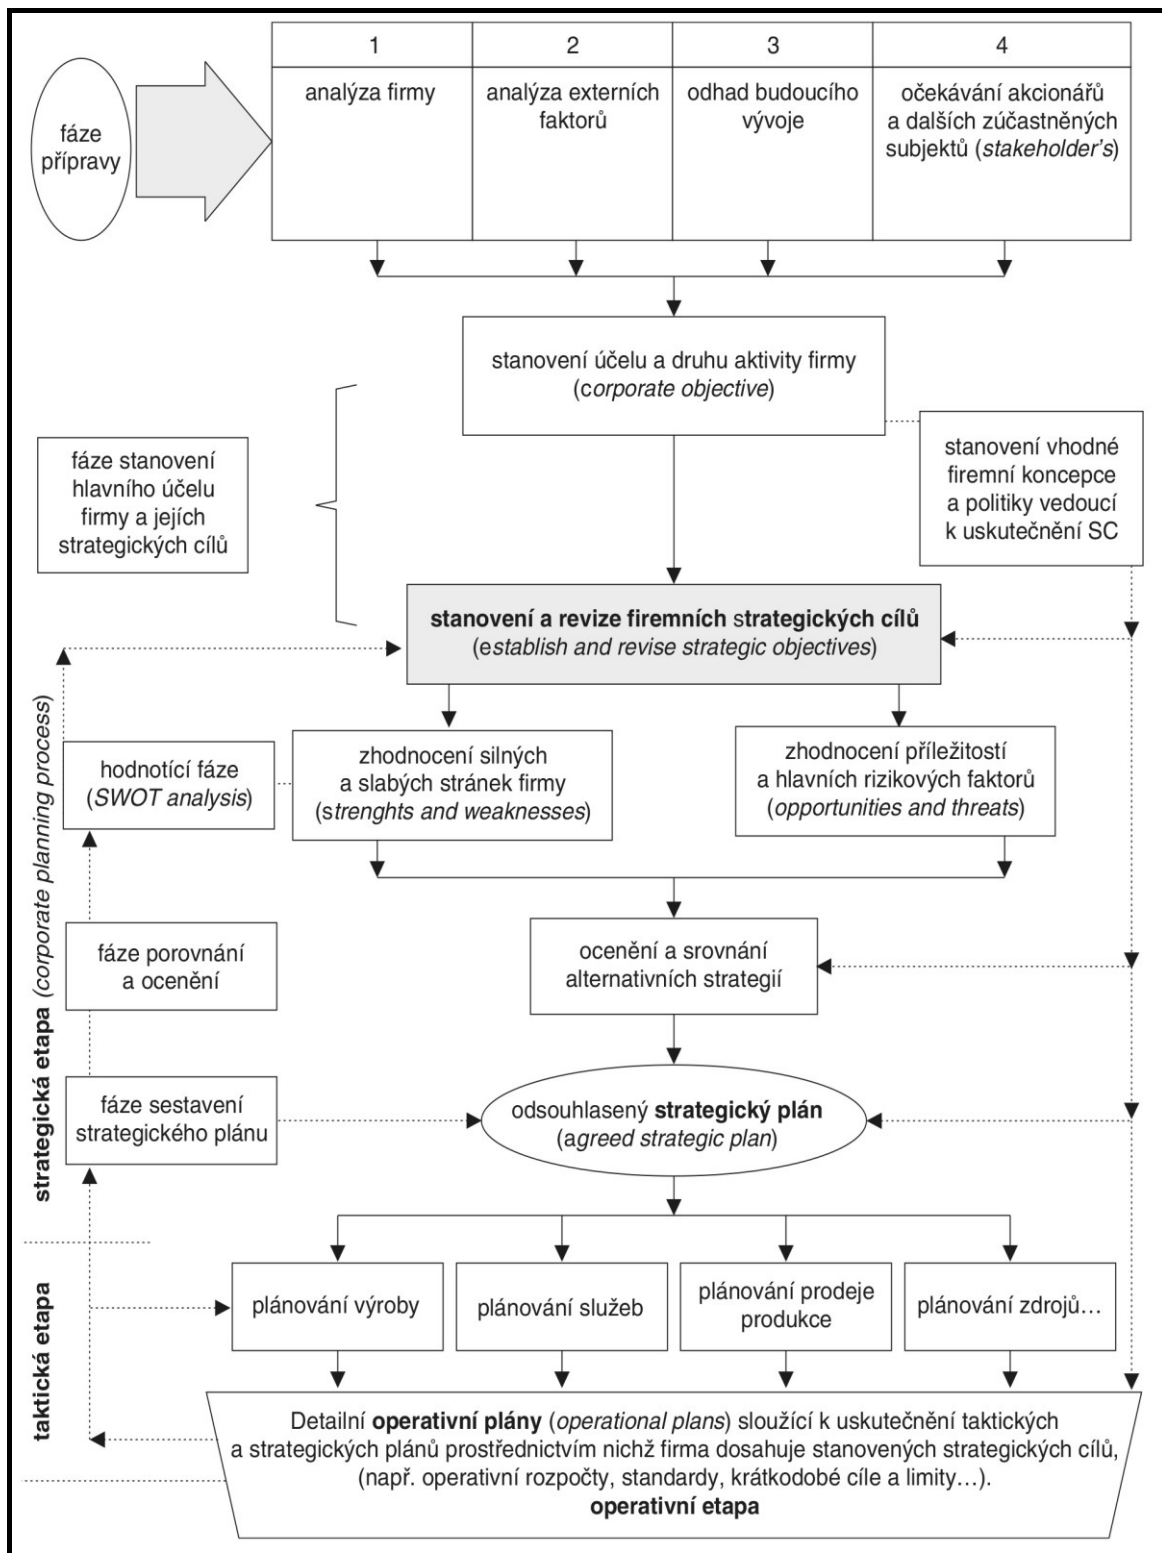 1
2
3
4
fáze
přípravy
analýza firmy
analýza externích
faktorů
odhad budoucího
vývoje
očekávání akcionářů
a dalších zúčastněných
subjektů (stakeholder's)
stanovení účelu a druhu aktivity firmy
(corporate objective)
fáze stanovení
hlavního účelu
firmy a jejích
strategických cílů
stanovení vhodné
firemní koncepce
a politiky vedoucí
k uskutečnění SC
stanovení a revize firemních strategických cílů
(establish and revise strategic objectives)
strategická etapa (corporate planning process)
hodnotící fáze
(SWOT analysis)
zhodnocení silných
a slabých stránek firmy
(strenghts and weaknesses)
zhodnocení příležitostí
a hlavních rizikových faktorů
(opportunities and threats)
fáze porovnání
a ocenění
ocenění a srovnání
alternativních strategií
fáze sestavení
strategického plánu
odsouhlasený strategický plán
(agreed strategic plan)
taktická etapa
plánování výroby
plánování služeb
plánování prodeje
produkce
plánování zdrojů...
Detailní operativní plány (operational plans) sloužící k uskutečnění taktických
a strategických plánů prostřednictvím nichž firma dosahuje stanovených strategických cílů,
(např. operativní rozpočty, standardy, krátkodobé cíle a limity...).
operativní etapa